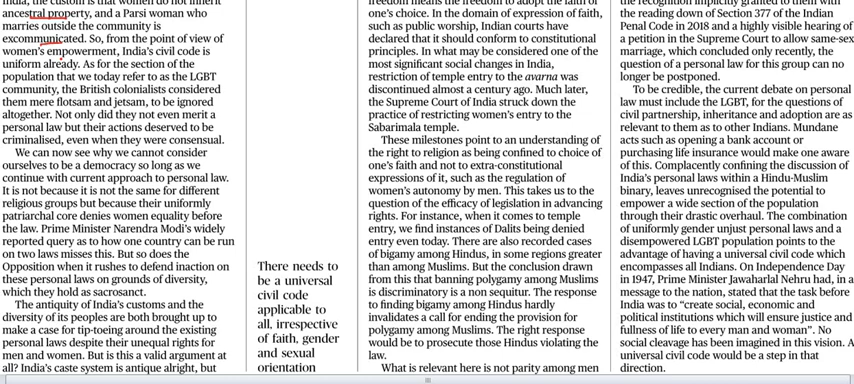 India, the custom is that women do not inherit
ancestral property, and a Parsi woman who
marries outside the community is
excommunicated. So, from the point of view of
women's empowerment, India's civil code is
uniform already. As for the section of the
population that we today refer to as the LGBT
community, the British colonialists considered
them mere flotsam and jetsam, to be ignored
altogether. Not only did they not even merit a
personal law but their actions deserved to be
criminalised, even when they were consensual.
We can now see why we cannot consider
ourselves to be a democracy so long as we
continue with current approach to personal law.
It is not because it is not the same for different
religious groups but because their uniformly
patriarchal core denies women equality before
the law. Prime Minister Narendra Modi's widely
reported query as to how one country can be run
on two laws misses this. But so does the
Opposition when it rushes to defend inaction on
these personal laws on grounds of diversity,
which they hold as sacrosanct.
The antiquity of India's customs and the
diversity of its peoples are both brought up to
make a case for tip-toeing around the existing
personal laws despite their unequal rights for
men and women. But is this a valid argument at
all? India's caste system is antique alright, but
There needs to
be a universal
civil code
applicable to
all, irrespective
of faith, gender
and sexual
orientation
freedom means the freedom to adopt the faith of
one's choice. In the domain of expression of faith,
such as public worship, Indian courts have
declared that it should conform to constitutional
principles. In what may be considered one of the
most significant social changes in India,
restriction of temple entry to the avarna was
discontinued almost a century ago. Much later,
the Supreme Court of India struck down the
practice of restricting women's entry to the
Sabarimala temple.
These milestones point to an understanding of
the right to religion as being confined to choice of
one's faith and not to extra-constitutional
expressions of it, such as the regulation of
women's autonomy by men. This takes us to the
question of the efficacy of legislation in advancing
rights. For instance, when it comes to temple
entry, we find instances of Dalits being denied
entry even today. There are also recorded cases
of bigamy among Hindus, in some regions greater
than among Muslims. But the conclusion drawn
from this that banning polygamy among Muslims
is discriminatory is a non sequitur. The response
to finding bigamy among Hindus hardly
invalidates a call for ending the provision for
polygamy among Muslims. The right response
would be to prosecute those Hindus violating the
law.
What is relevant here is not parity among men
the recognition implicitly granted to them with
the reading down of Section 377 of the Indian
Penal Code in 2018 and a highly visible hearing of
a petition in the Supreme Court to allow same-sex
marriage, which concluded only recently, the
question of a personal law for this group can no
longer be postponed.
To be credible, the current debate on personal
law must include the LGBT, for the questions of
civil partnership, inheritance and adoption are as
relevant to them as to other Indians. Mundane
acts such as opening a bank account or
purchasing life insurance would make one aware
of this. Complacently confining the discussion of
India's personal laws within a Hindu-Muslim
binary, leaves unrecognised the potential to
empower a wide section of the population
through their drastic overhaul. The combination
of uniformly gender unjust personal laws and a
disempowered LGBT population points to the
advantage of having a universal civil code which
encompasses all Indians. On Independence Day
in 1947, Prime Minister Jawaharlal Nehru had, in a
message to the nation, stated that the task before
India was to "create social, economic and
political institutions which will ensure justice and
fullness of life to every man and woman". No
social cleavage has been imagined in this vision. A
universal civil code would be a step in that
direction.